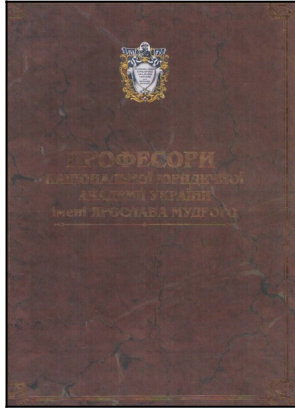 ПРОФЕСОРИ
НАЦІОНАЛЬНОЇ ЮРИДИЧНОЇ
АКАДЕМІЇ УКРАЇНИ
імені ЯРОСЛАВА МУДРОГО